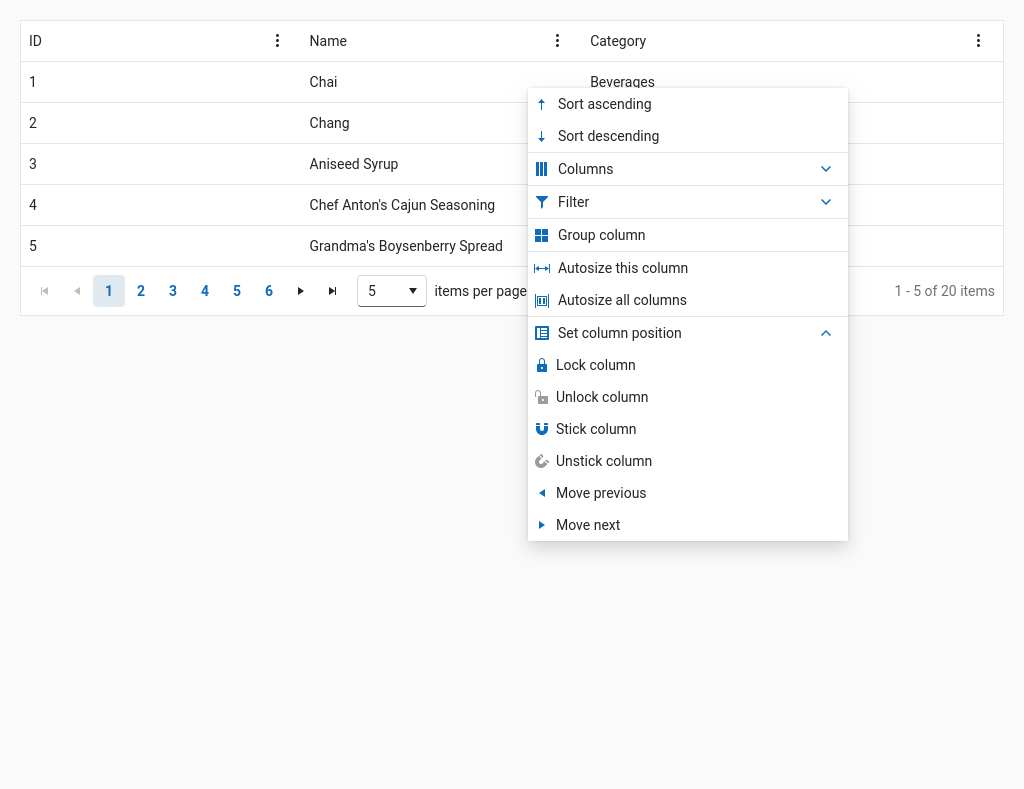 ID Name Category
1 Chai Beverages
2 Chang
3 Aniseed Syrup
4 Chef Anton's Cajun Seasoning
5 Grandma's Boysenberry Spread
1 2 3 4 5 6 5 items per page 1 - 5 of 20 items
Sort ascending
Sort descending
Columns
Filter
Group column
Autosize this column
Autosize all columns
Set column position
Lock column
Unlock column
Stick column
Unstick column
Move previous
Move next